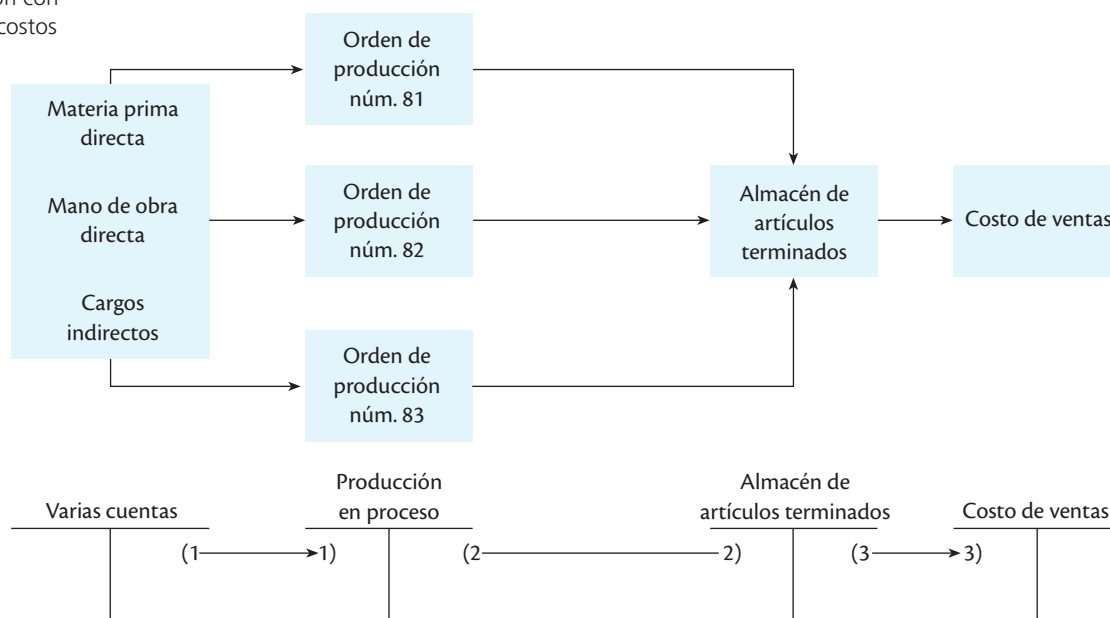 ón con
costos
Materia prima
directa
Mano de obra
directa
Cargos
indirectos
Orden de
producción
núm. 81
Orden de
producción
núm. 82
Orden de
producción
núm. 83
Almacén de
artículos
terminados
Costo de ventas
Varias cuentas
Producción
en proceso
Almacén de
artículos terminados
Costo de ventas
(1 1) (2 2) (3 3)